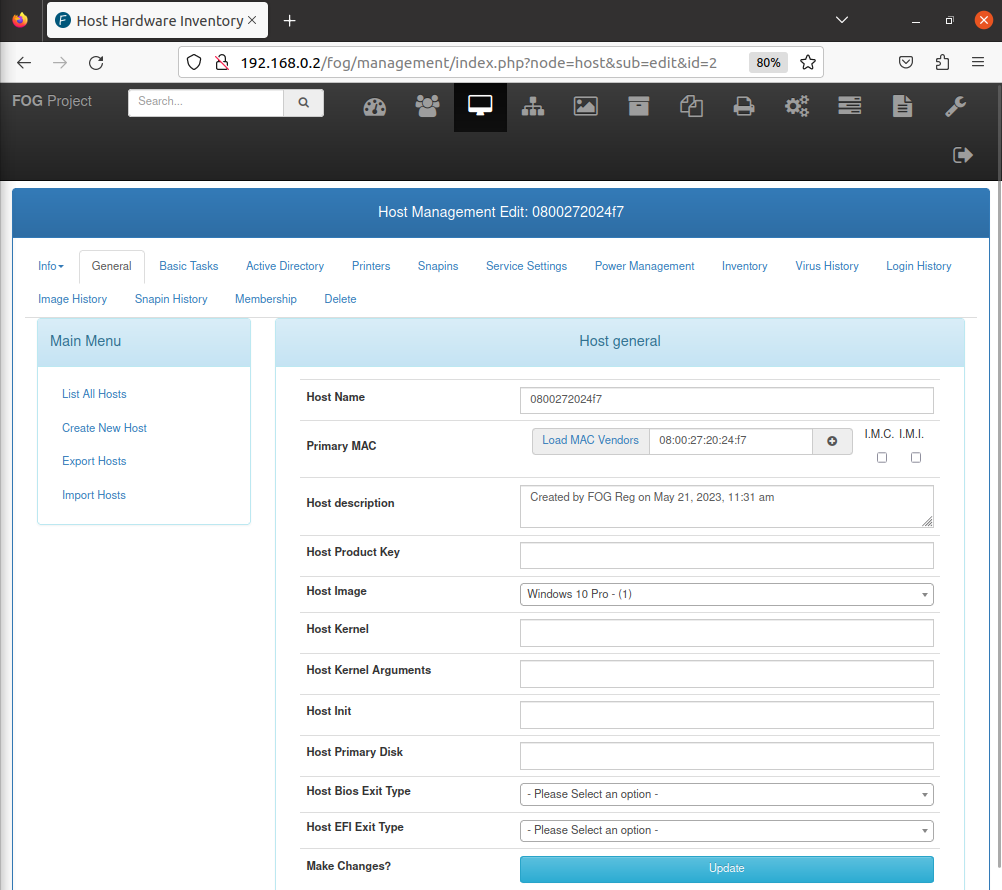 Host Hardware Inventory
192.168.0.2/fog/management/index.php?node=host&sub=edit&id=2
80%
FOG Project
Search...
Host Management Edit: 0800272024f7
Info General Basic Tasks Active Directory Printers Snapins Service Settings Power Management Inventory Virus History Login History
Image History Snapin History Membership Delete
Main Menu
List All Hosts
Create New Host
Export Hosts
Import Hosts
Host general
Host Name 0800272024f7
Primary MAC Load MAC Vendors 08:00:27:20:24:f7 I.M.C. I.M.I.
Host description Created by FOG Reg on May 21, 2023, 11:31 am
Host Product Key
Host Image Windows 10 Pro - (1)
Host Kernel
Host Kernel Arguments
Host Init
Host Primary Disk
Host Bios Exit Type - Please Select an option -
Host EFI Exit Type - Please Select an option -
Make Changes? Update